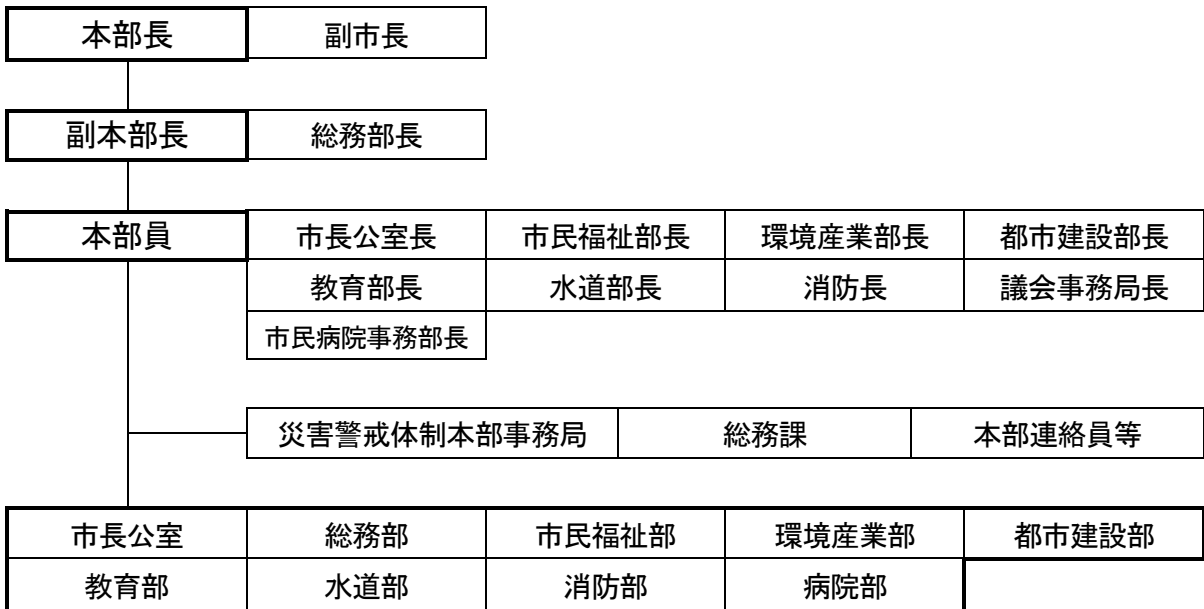 本部長 副市長
副本部長 総務部長
本部員 市長公室長 市民福祉部長 環境産業部長 都市建設部長
教育部長 水道部長 消防長 議会事務局長
市民病院事務部長
災害警戒体制本部事務局 総務課 本部連絡員等
市長公室 総務部 市民福祉部 環境産業部 都市建設部
教育部 水道部 消防部 病院部